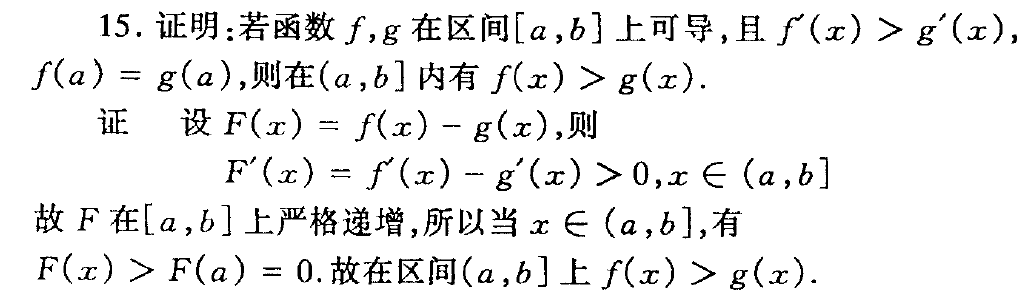 15. 证明:若函数 f,g 在区间[a,b]上可导,且 f′(x) > g′(x),
f(a) = g(a),则在(a,b]内有 f(x) > g(x).
证 设 F(x) = f(x) − g(x),则
F′(x) = f′(x) − g′(x) > 0, x ∈ (a,b]
故 F 在[a,b]上严格递增,所以当 x ∈ (a,b],有
F(x) > F(a) = 0.故在区间(a,b]上 f(x) > g(x).